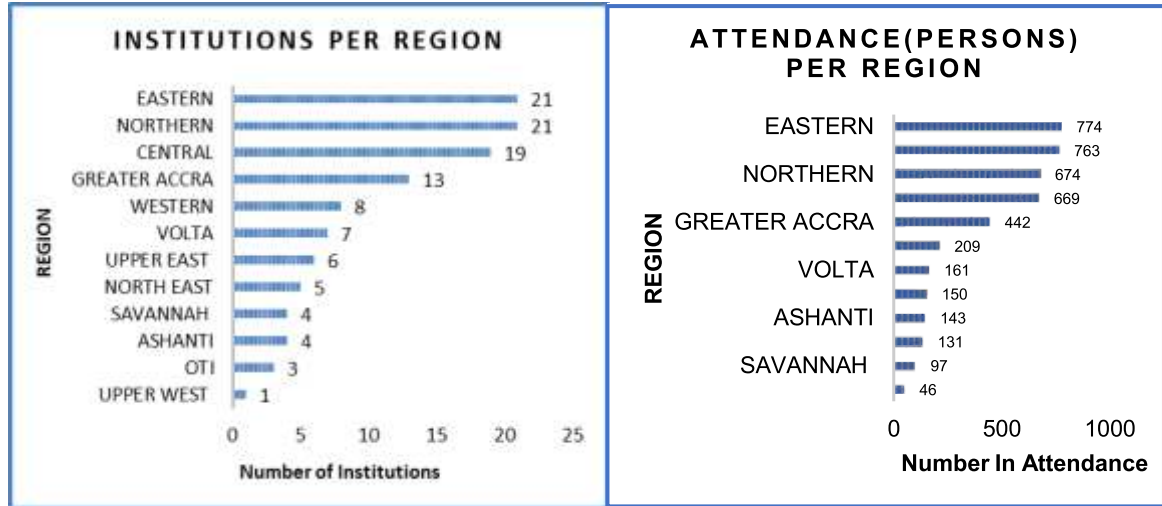 INSTITUTIONS PER REGION
REGION
EASTERN 21
NORTHERN 21
CENTRAL 19
GREATER ACCRA 13
WESTERN 8
VOLTA 7
UPPER EAST 6
NORTH EAST 5
SAVANNAH 4
ASHANTI 4
OTI 3
UPPER WEST 1
0 5 10 15 20 25
Number of Institutions
ATTENDANCE(PERSONS)
PER REGION
REGION
EASTERN 774
763
NORTHERN 674
669
GREATER ACCRA 442
209
VOLTA 161
150
ASHANTI 143
131
SAVANNAH 97
46
0 500 1000
Number In Attendance